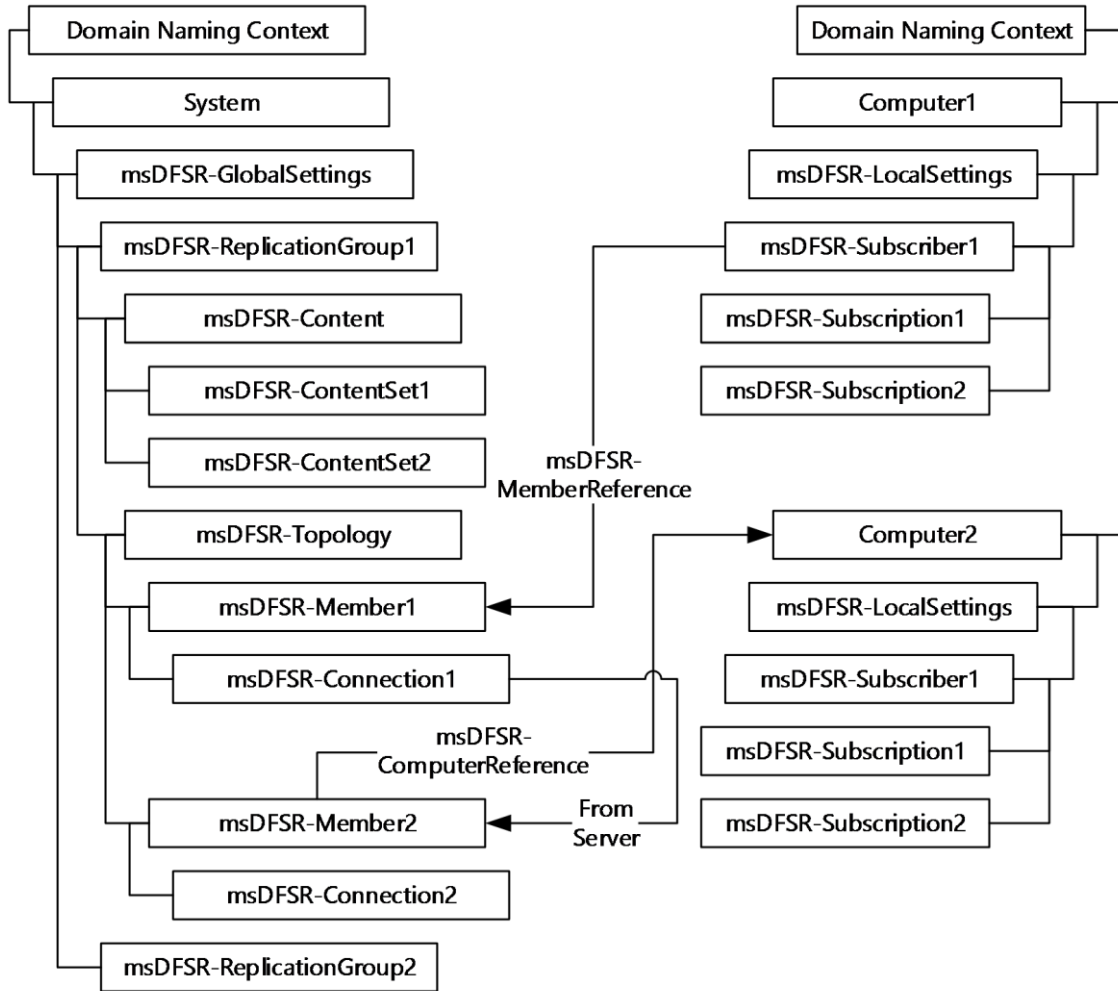 Domain Naming Context
System
msDFSR-GlobalSettings
msDFSR-ReplicationGroup1
msDFSR-Content
msDFSR-ContentSet1
msDFSR-ContentSet2
msDFSR-Topology
msDFSR-Member1
msDFSR-Connection1
msDFSR-Member2
msDFSR-Connection2
msDFSR-ReplicationGroup2
msDFSR-
MemberReference
msDFSR-
ComputerReference
From
Server
Domain Naming Context
Computer1
msDFSR-LocalSettings
msDFSR-Subscriber1
msDFSR-Subscription1
msDFSR-Subscription2
Computer2
msDFSR-LocalSettings
msDFSR-Subscriber1
msDFSR-Subscription1
msDFSR-Subscription2